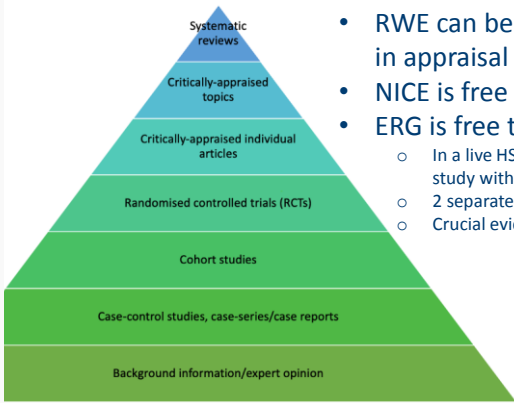 Systematic
reviews
Critically-appraised
topics
Critically-appraised individual
articles
Randomised controlled trials (RCTs)
Cohort studies
Case-control studies, case-series/case reports
Background information/expert opinion
• RWE can be
in appraisal
• NICE is free
• ERG is free t
o In a live HS
study with
o 2 separate
o Crucial evi